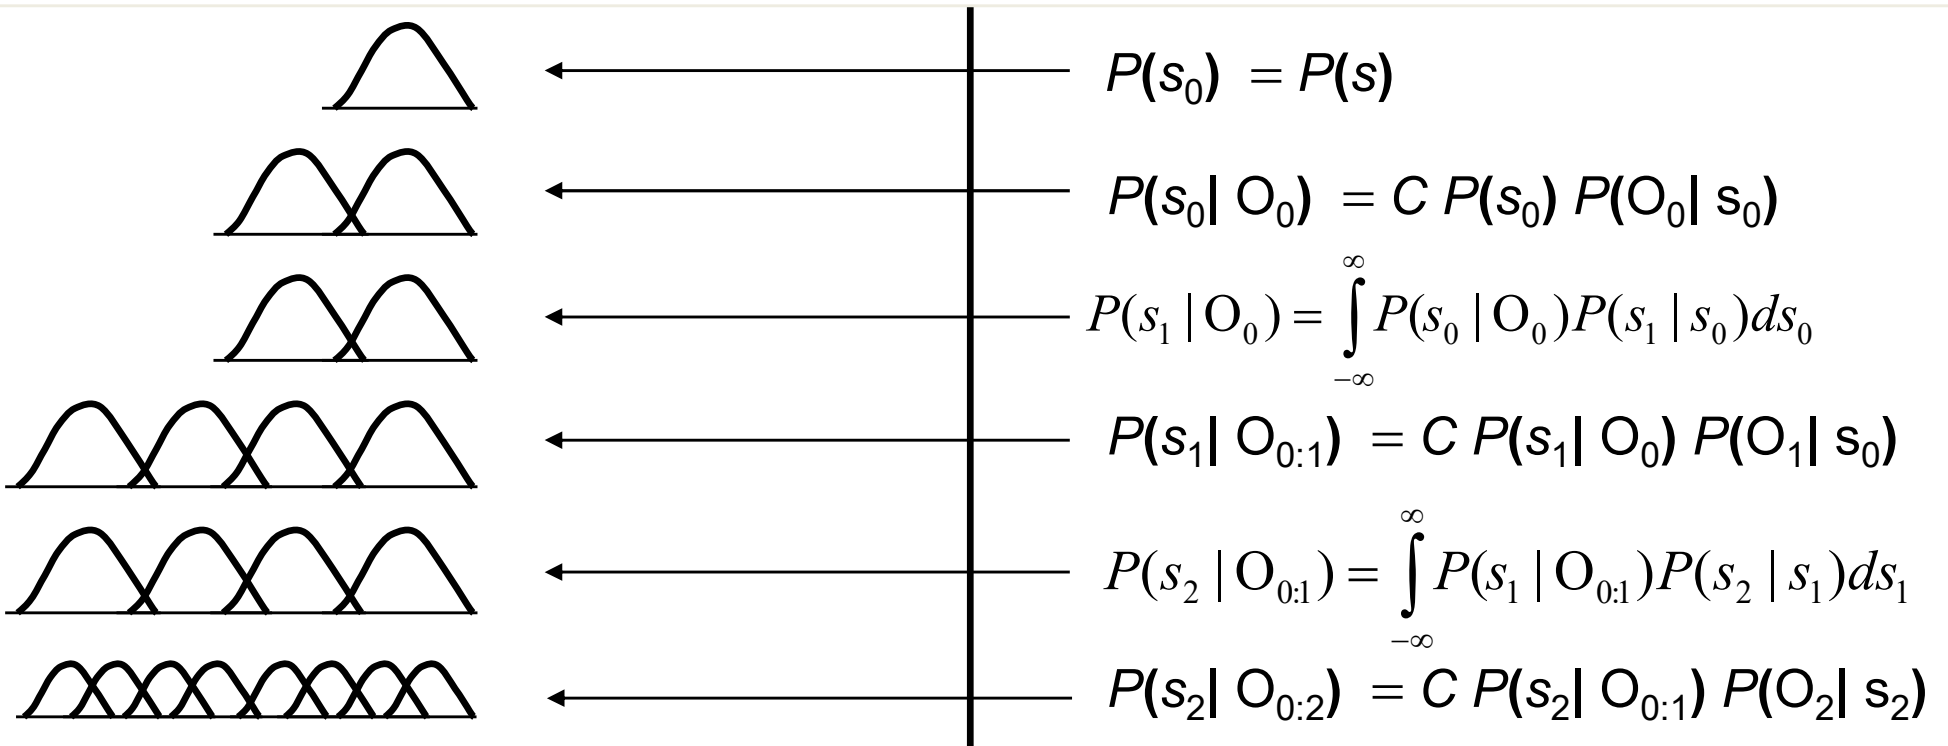 P(s₀) = P(s)
P(s₀| O₀) = C P(s₀) P(O₀| s₀)
P(s₁ | O₀) = ∫_{−∞}^{∞} P(s₀ | O₀)P(s₁ | s₀)ds₀
P(s₁| O₀:₁) = C P(s₁| O₀) P(O₁| s₀)
P(s₂ | O₀:₁) = ∫_{−∞}^{∞} P(s₁ | O₀:₁)P(s₂ | s₁)ds₁
P(s₂| O₀:₂) = C P(s₂| O₀:₁) P(O₂| s₂)